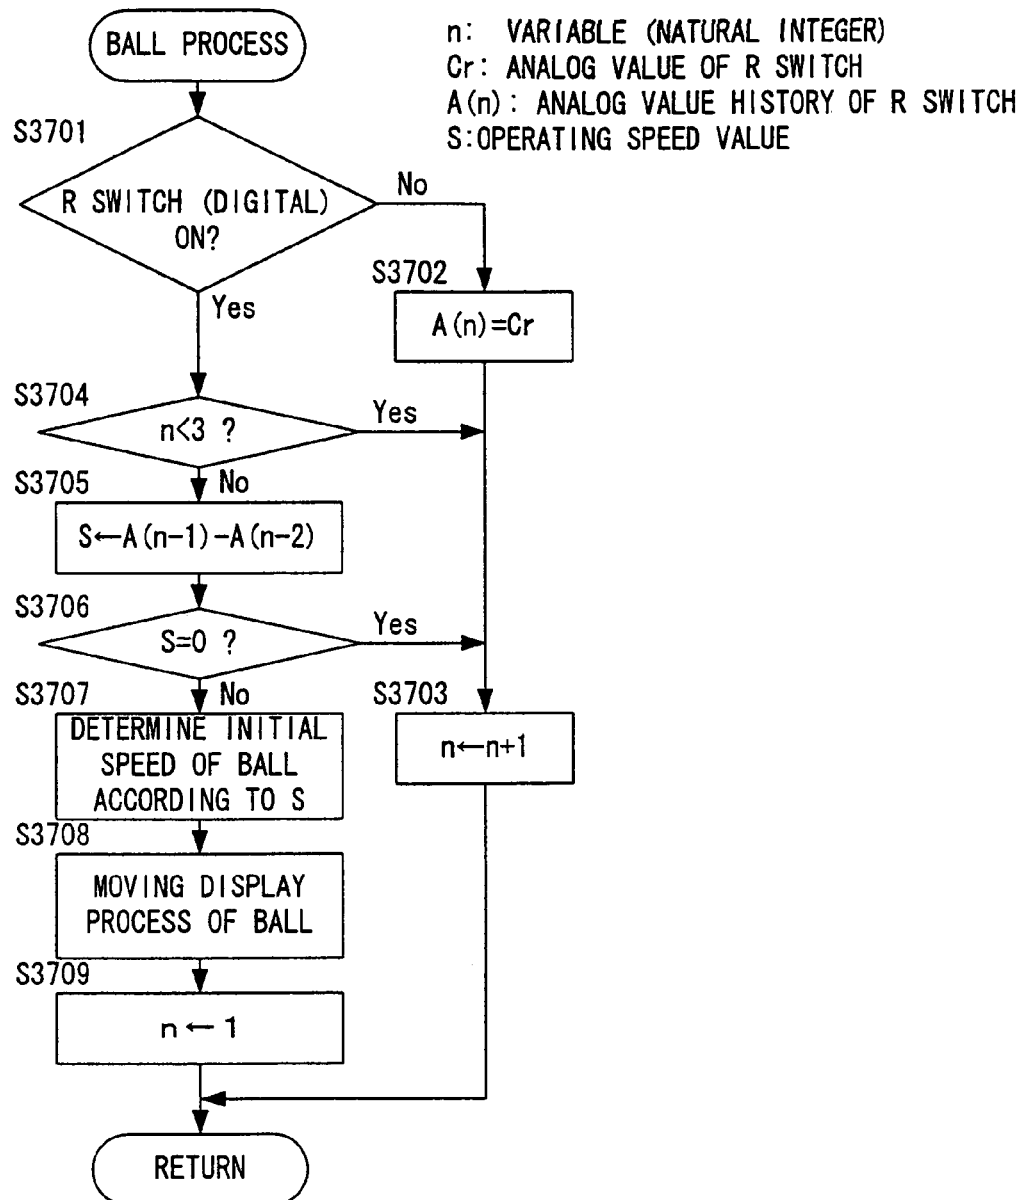 BALL PROCESS
n: VARIABLE (NATURAL INTEGER)
Cr: ANALOG VALUE OF R SWITCH
A(n): ANALOG VALUE HISTORY OF R SWITCH
S:OPERATING SPEED VALUE
S3701
R SWITCH (DIGITAL)
ON?
No
Yes
S3702
A(n)=Cr
S3704
n<3 ?
Yes
No
S3705
S←A(n-1)-A(n-2)
S3706
S=0 ?
Yes
No
S3707
DETERMINE INITIAL
SPEED OF BALL
ACCORDING TO S
S3703
n←n+1
S3708
MOVING DISPLAY
PROCESS OF BALL
S3709
n←1
RETURN